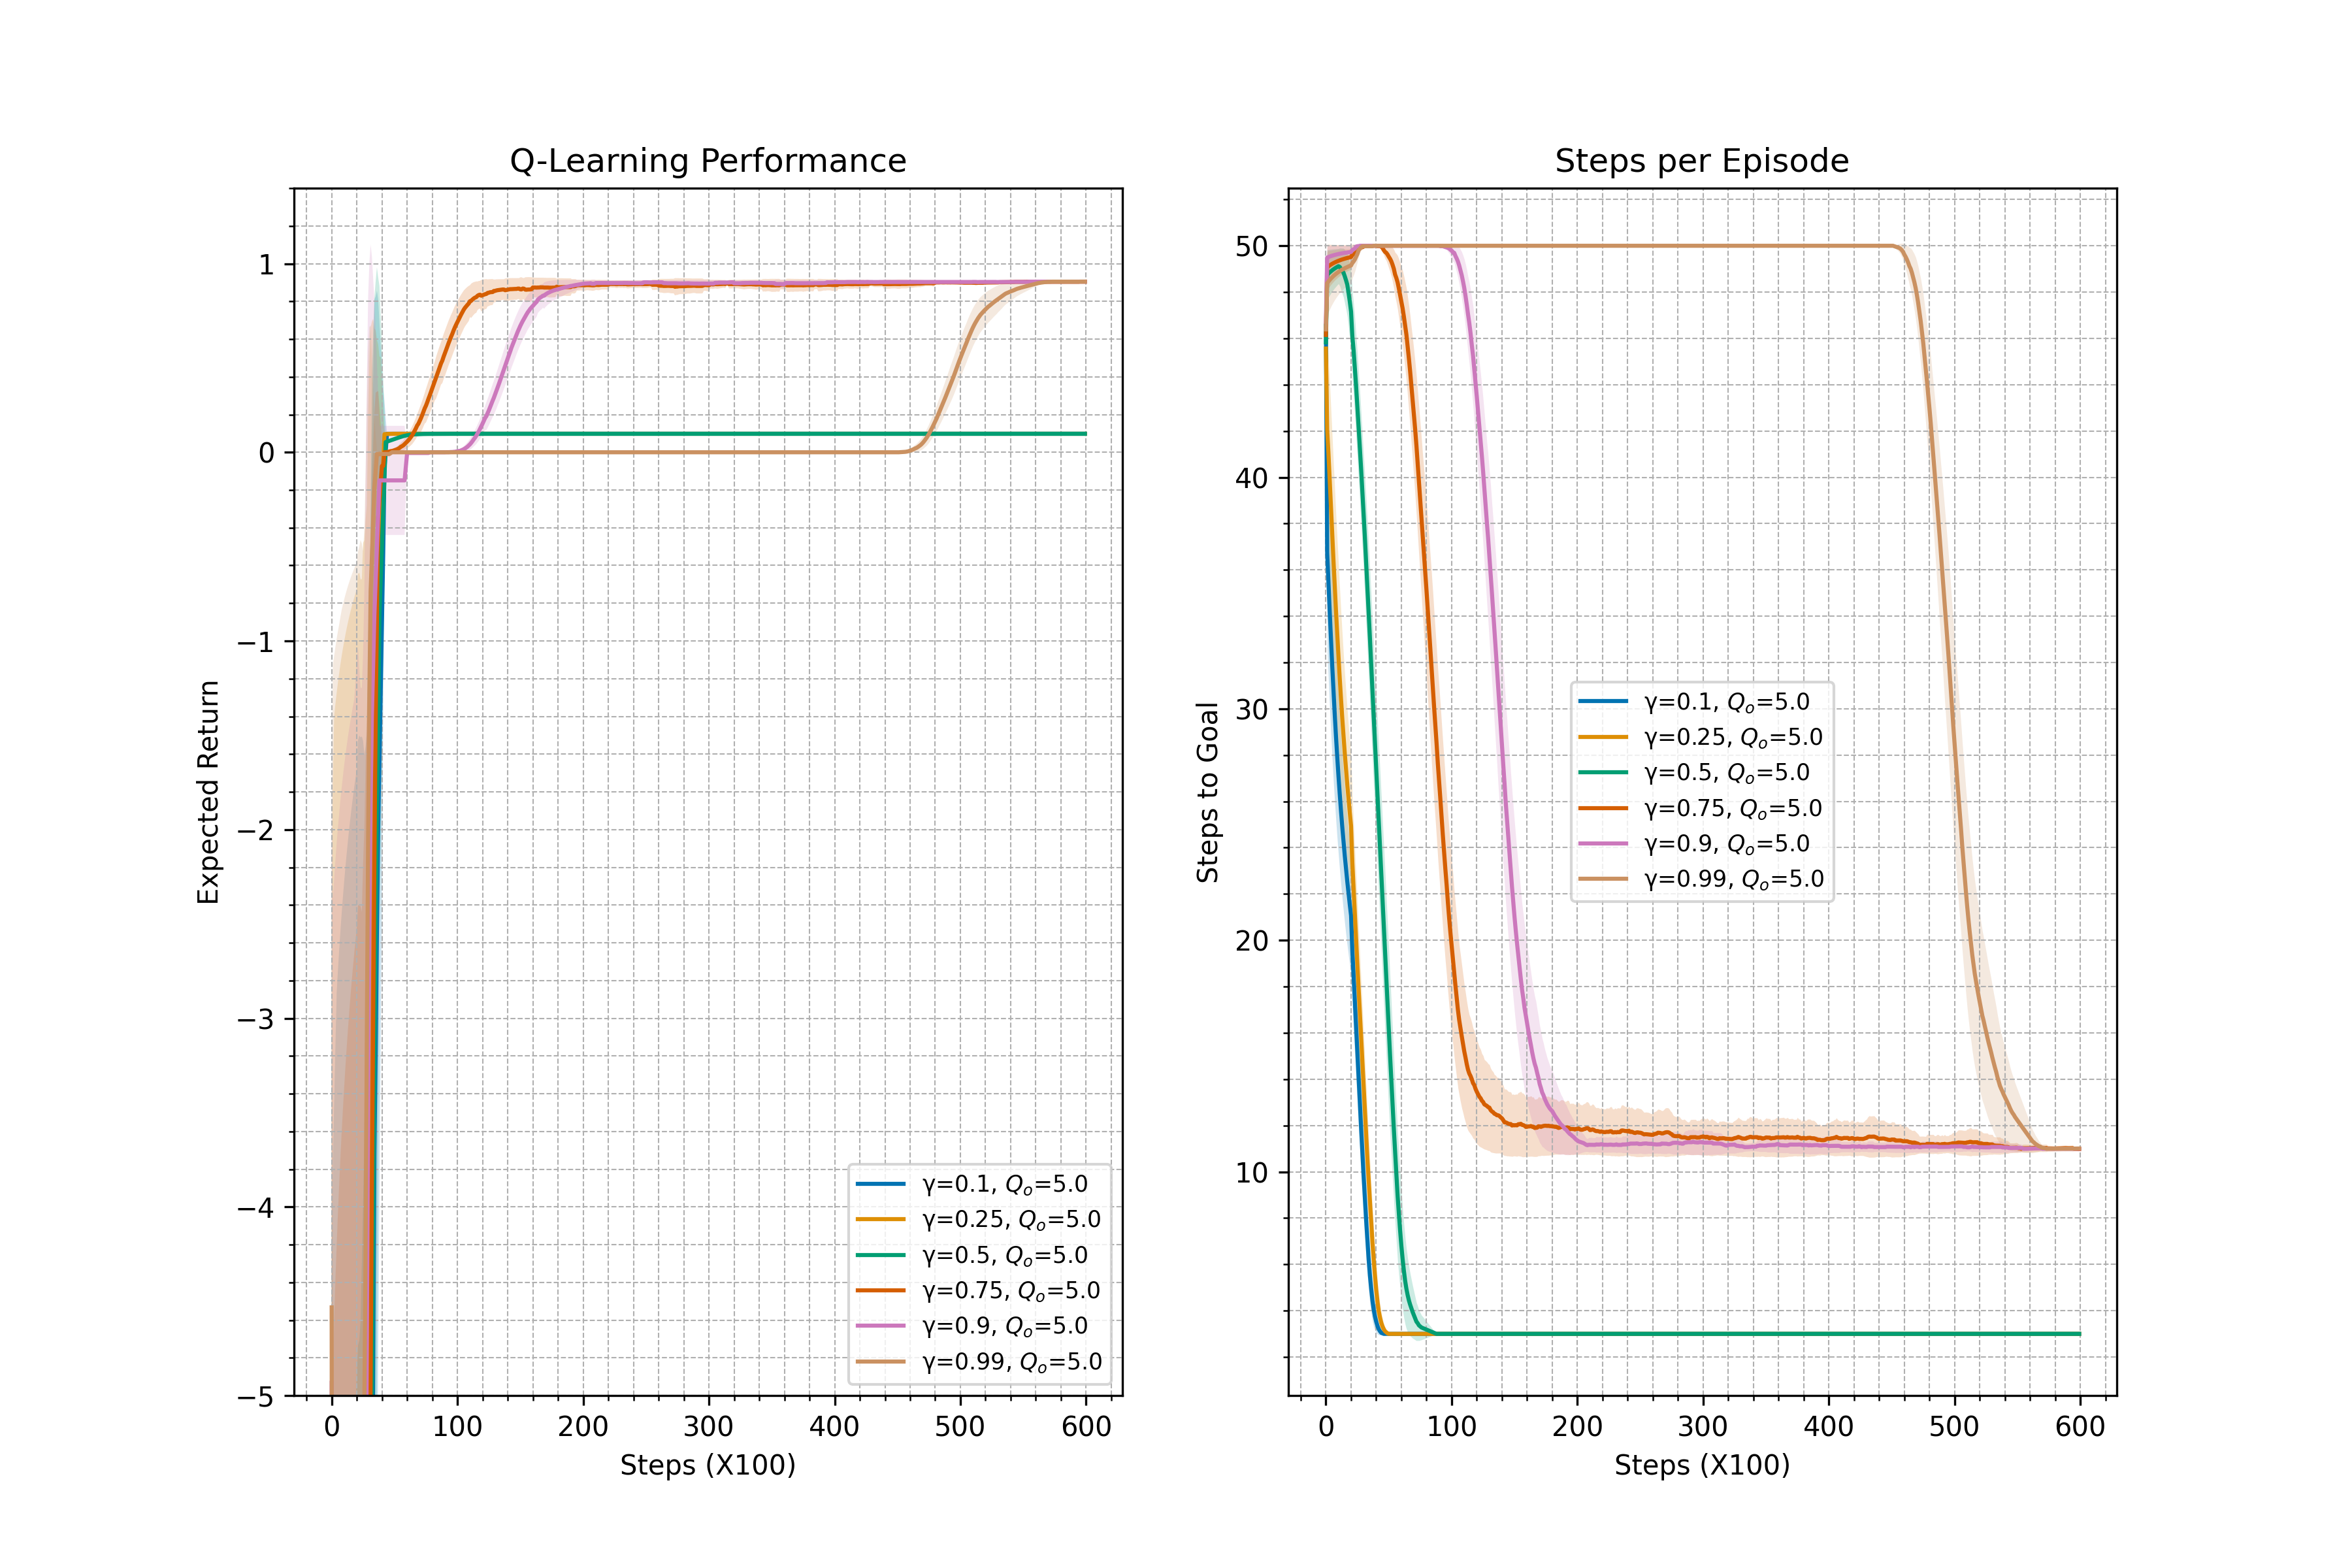 Q-Learning Performance
Expected Return
1
0
−1
−2
−3
−4
−5
0 100 200 300 400 500 600
Steps (X100)
γ=0.1, Qₒ=5.0
γ=0.25, Qₒ=5.0
γ=0.5, Qₒ=5.0
γ=0.75, Qₒ=5.0
γ=0.9, Qₒ=5.0
γ=0.99, Qₒ=5.0
Steps per Episode
Steps to Goal
50
40
30
20
10
0 100 200 300 400 500 600
Steps (X100)
γ=0.1, Qₒ=5.0
γ=0.25, Qₒ=5.0
γ=0.5, Qₒ=5.0
γ=0.75, Qₒ=5.0
γ=0.9, Qₒ=5.0
γ=0.99, Qₒ=5.0